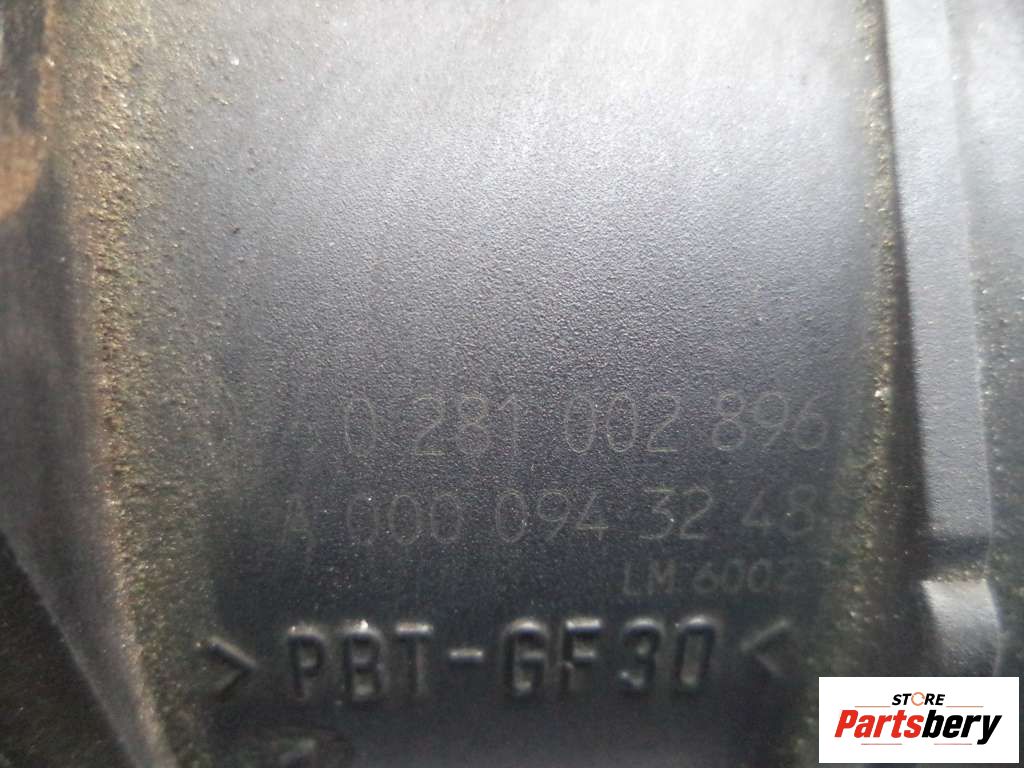 0 281 002 896
A 000 094 32 48
LM 6002
>PBT-GF30<
STORE
Partsbery